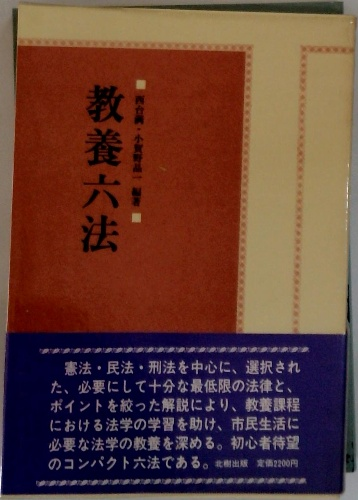 教養六法
■西台満・小賀野晶一 編著■
憲法・民法・刑法を中心に、選択され
た、必要にして十分な最低限の法律と、
ポイントを絞った解説により、教養課程
における法学の学習を助け、市民生活に
必要な法学の教養を深める。初心者待望
のコンパクト六法である。北樹出版 定価2200円